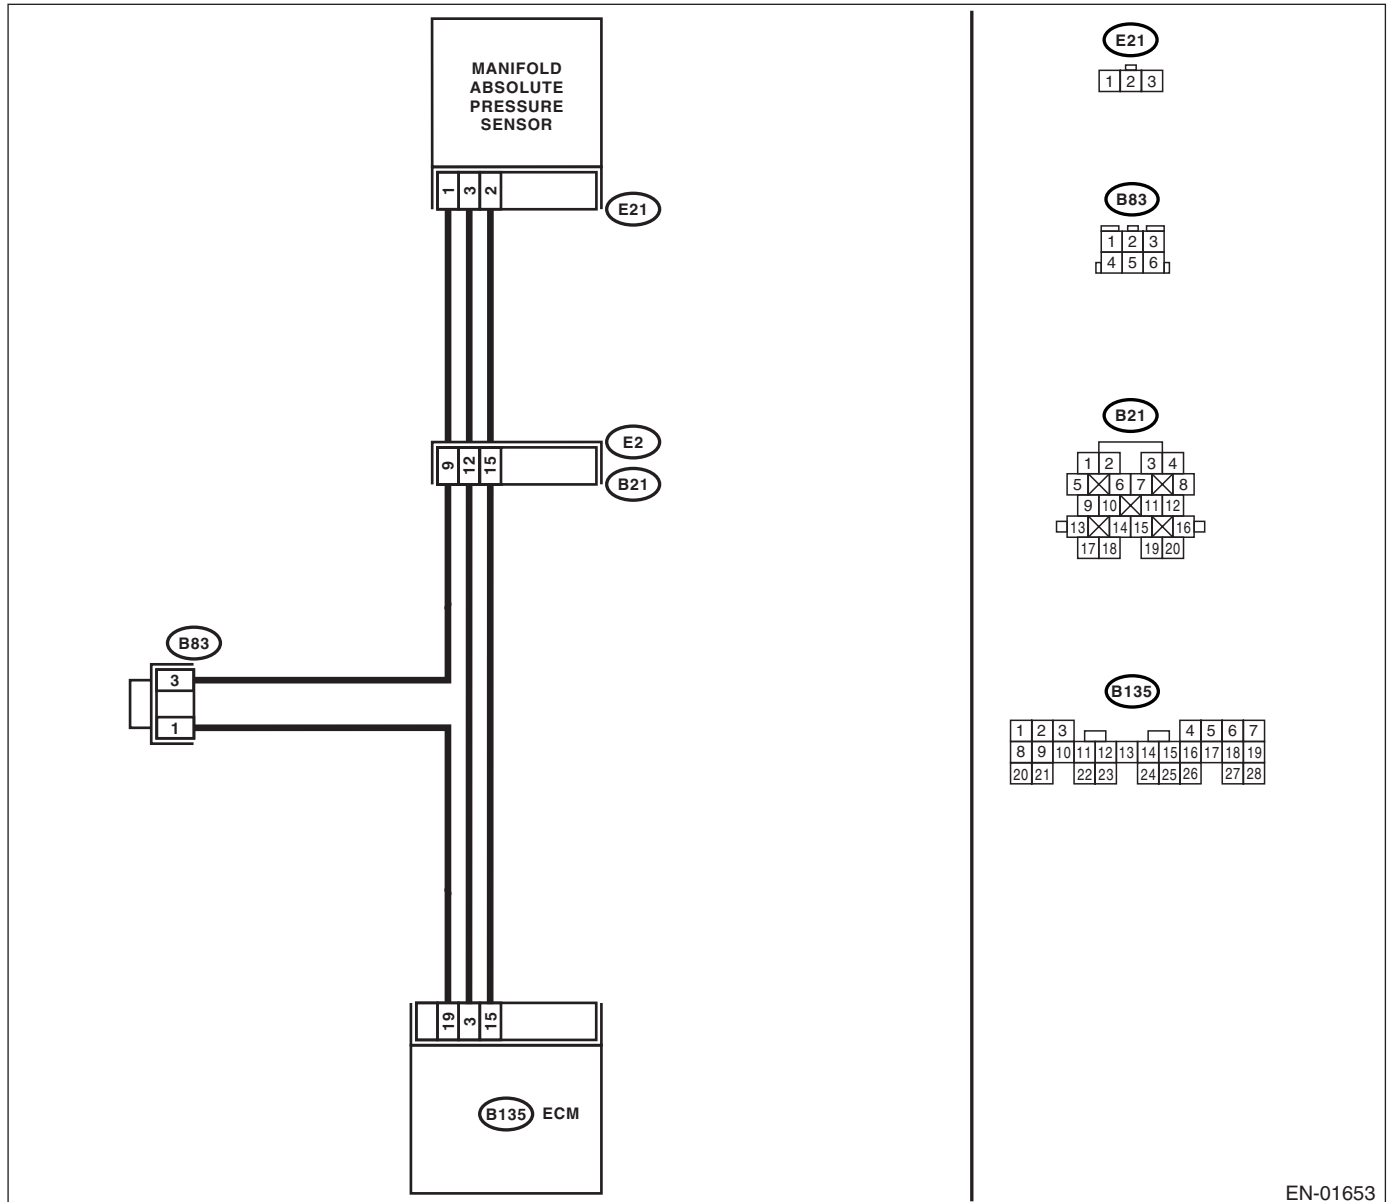 MANIFOLD
ABSOLUTE
PRESSURE
SENSOR
1 3 2
E21
E2
9 12 15
B21
B83
3
1
19 3 15
B135 ECM
E21
1 2 3
B83
1 2 3
4 5 6
B21
1 2 3 4
5 6 7 8
9 10 11 12
13 14 15 16
17 18 19 20
B135
1 2 3 4 5 6 7
8 9 10 11 12 13 14 15 16 17 18 19
20 21 22 23 24 25 26 27 28
EN-01653